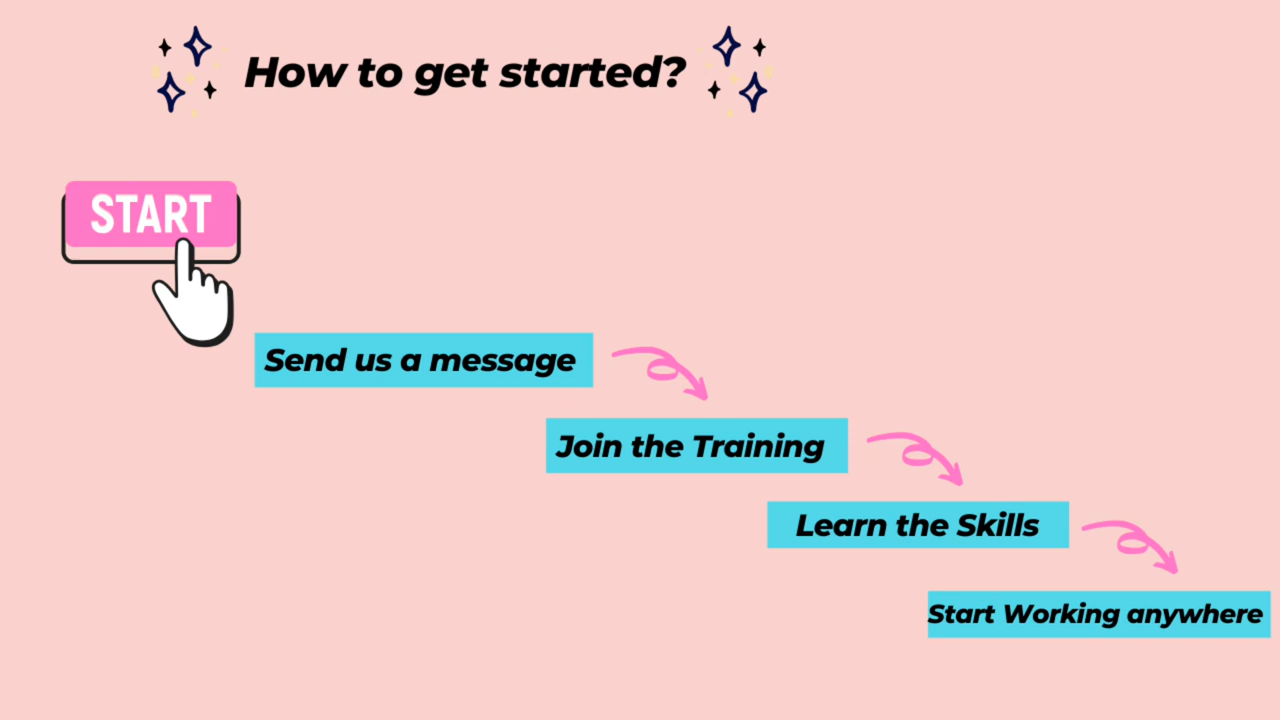 How to get started?
START
Send us a message
Join the Training
Learn the Skills
Start Working anywhere